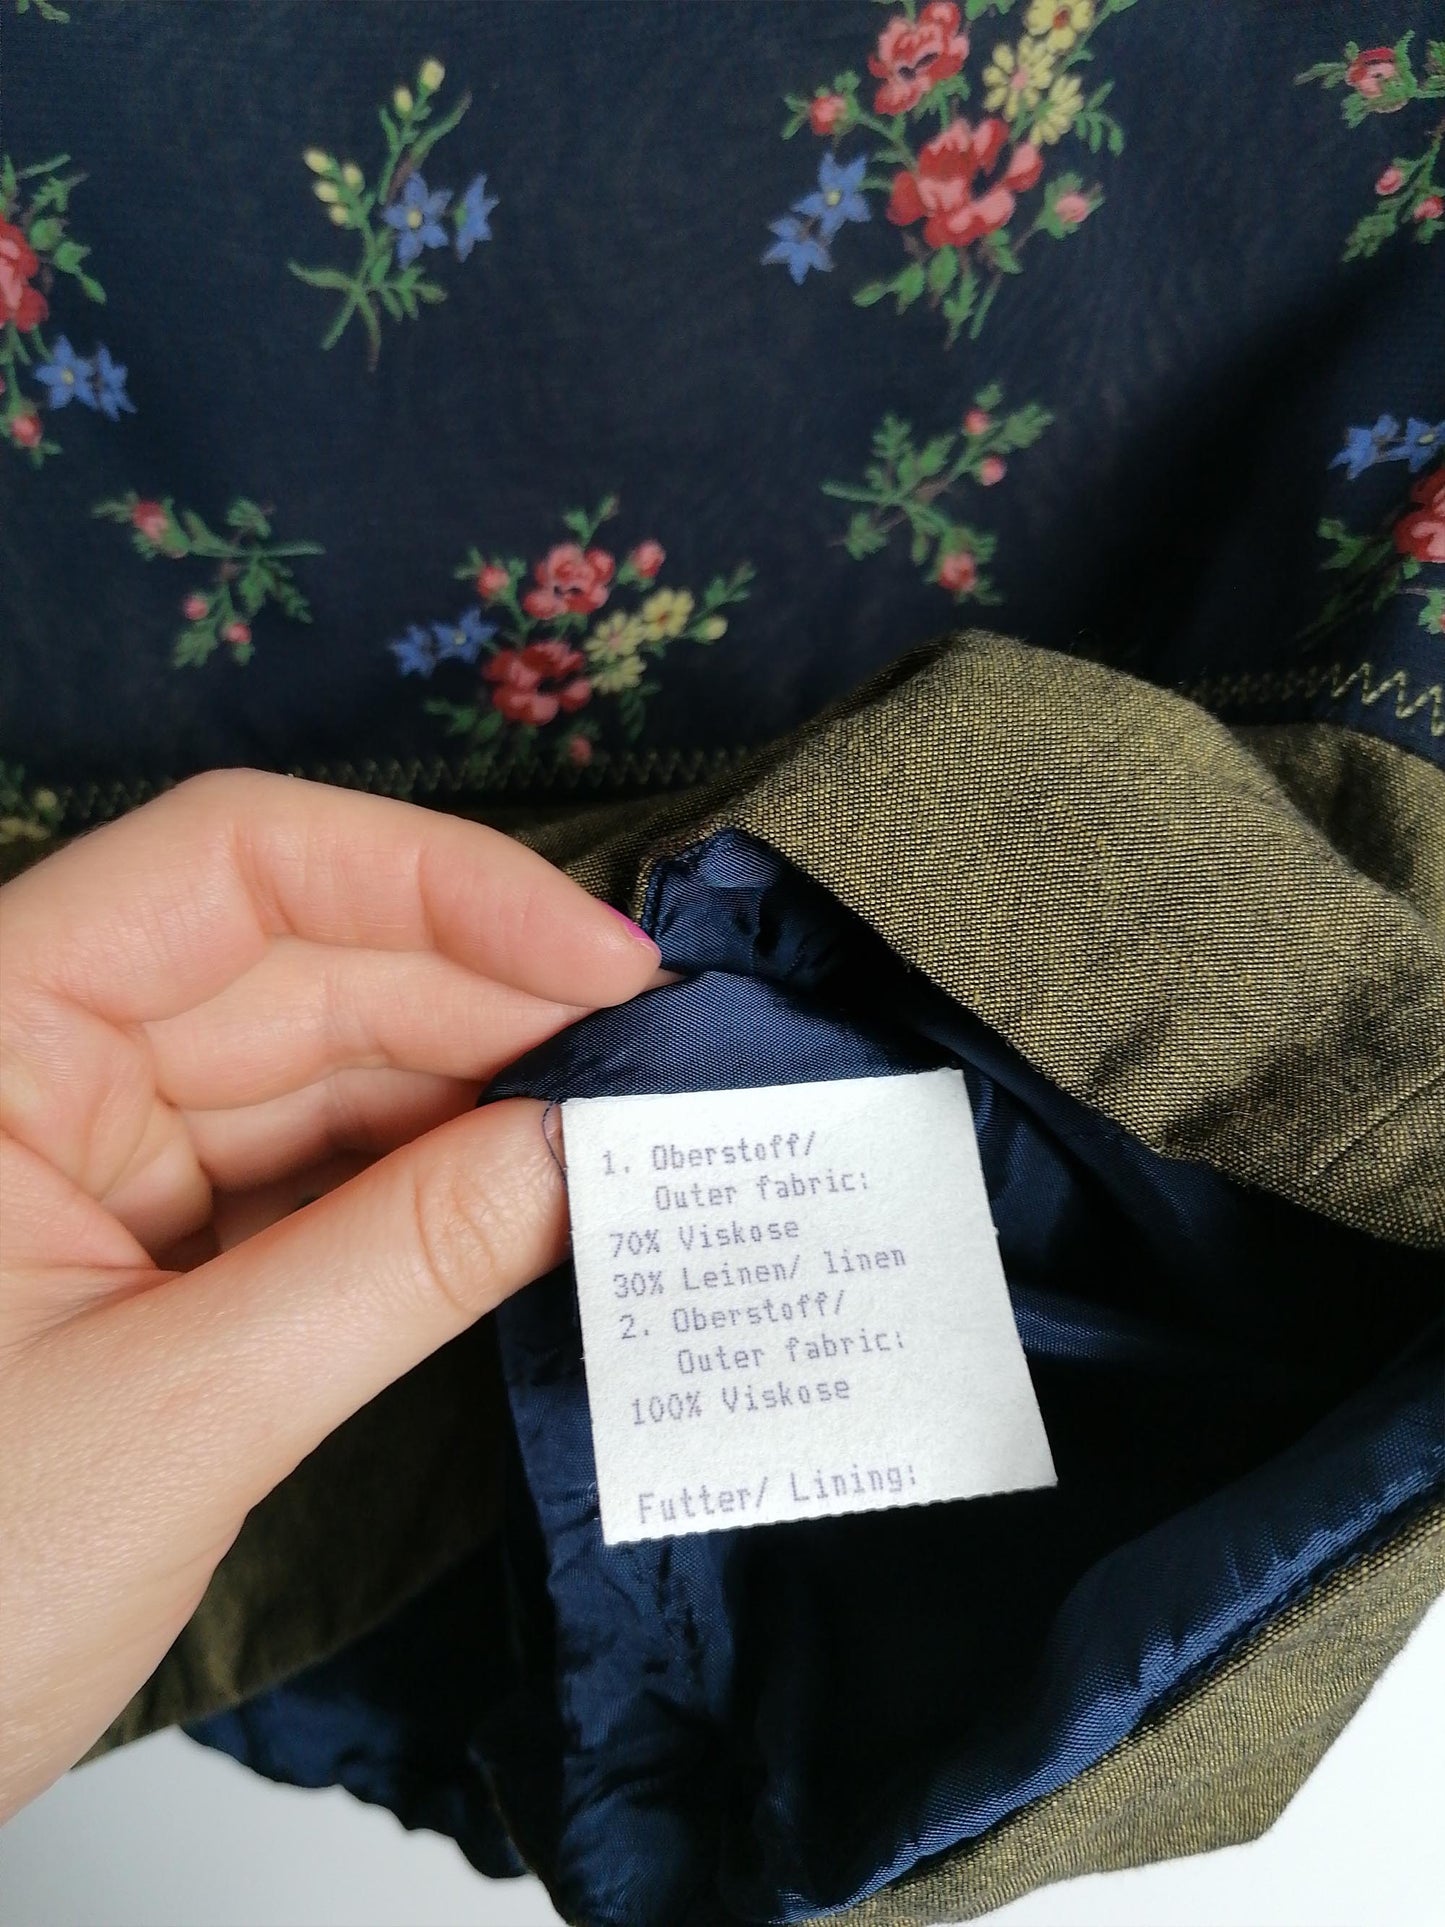 1. Oberstoff/
Outer fabric:
70% Viskose
30% Leinen/ linen
2. Oberstoff/
Outer fabric:
100% Viskose
Futter/ Lining: